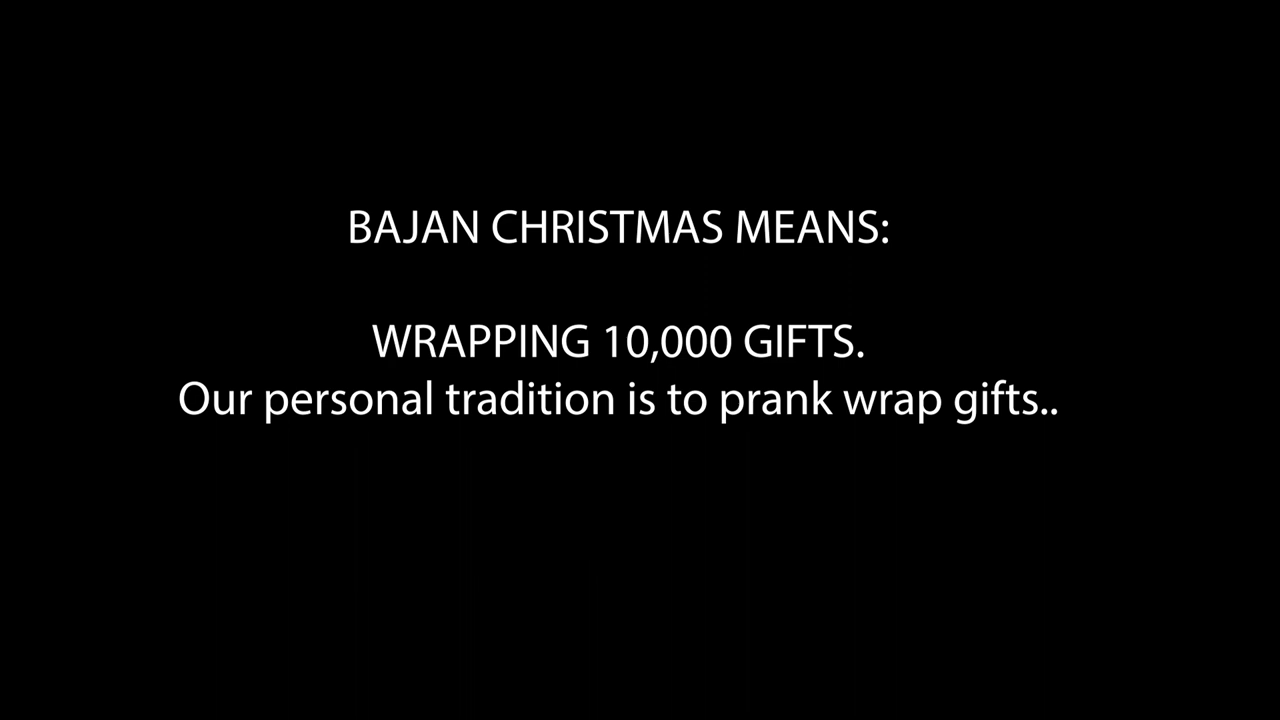 BAJAN CHRISTMAS MEANS:
WRAPPING 10,000 GIFTS.
Our personal tradition is to prank wrap gifts..